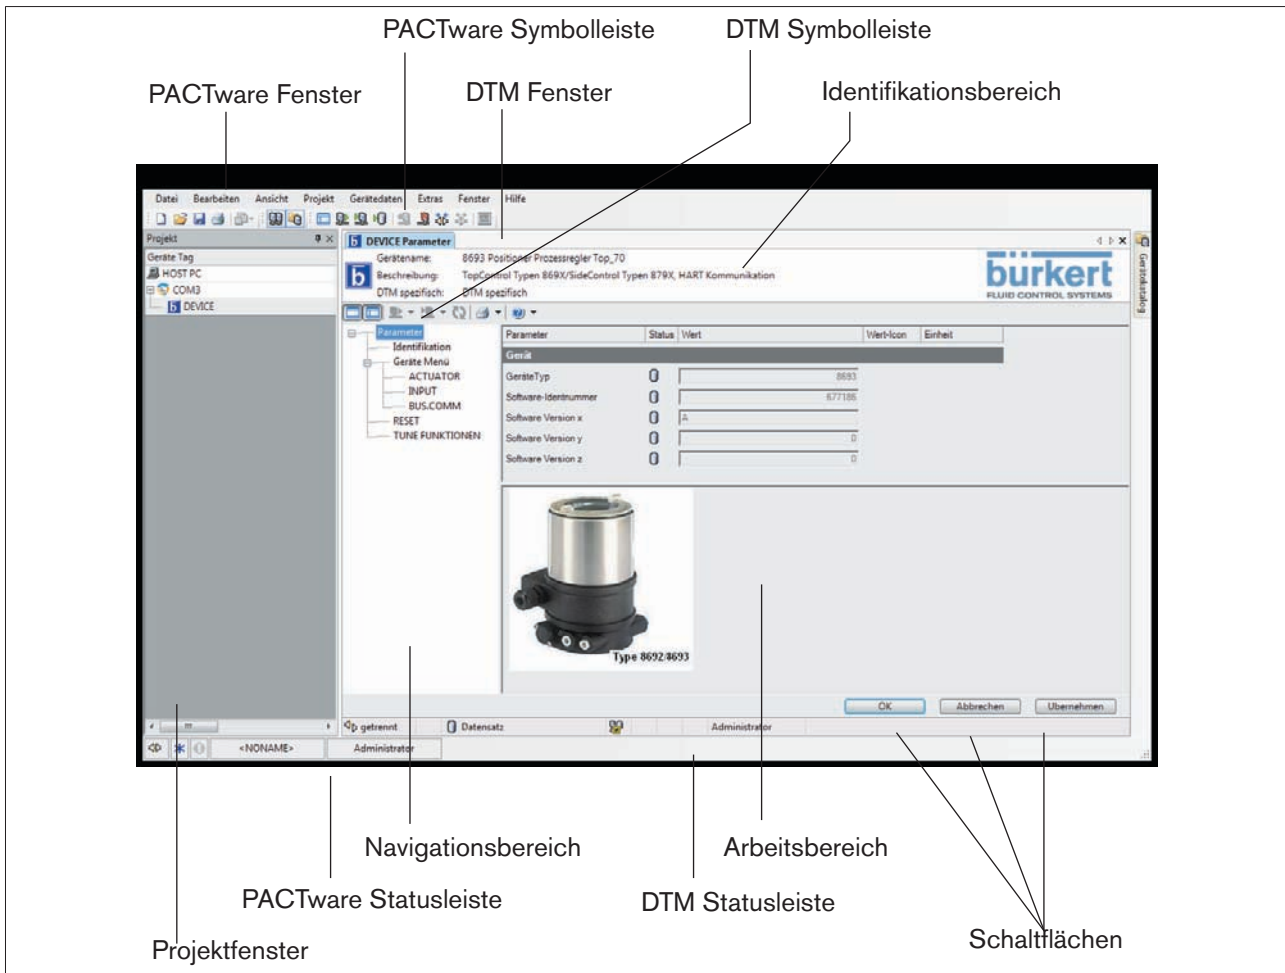 PACTware Symbolleiste
DTM Symbolleiste
PACTware Fenster
DTM Fenster
Identifikationsbereich
Datei Bearbeiten Ansicht Projekt Gerätedaten Extras Fenster Hilfe
Projekt
Geräte Tag
HOST PC
COM3
DEVICE
DEVICE Parameter
Gerätename: 8693 Positioner Prozessregler Top_70
Beschreibung: TopControl Typen 869X/SideControl Typen 879X, HART Kommunikation
DTM spezifisch: DTM spezifisch
bürkert
FLUID CONTROL SYSTEMS
Gerätekatalog
Parameter
Identifikation
Geräte Menü
ACTUATOR
INPUT
BUS.COMM
RESET
TUNE FUNKTIONEN
Parameter Status Wert Wert-Icon Einheit
Gerät
GeräteTyp 8693
Software-Identnummer 677186
Software Version x A
Software Version y 0
Software Version z 0
Type 8692/8693
OK Abbrechen Übernehmen
getrennt Datensatz Administrator
<NONAME> Administrator
Navigationsbereich
Arbeitsbereich
PACTware Statusleiste
DTM Statusleiste
Projektfenster
Schaltflächen